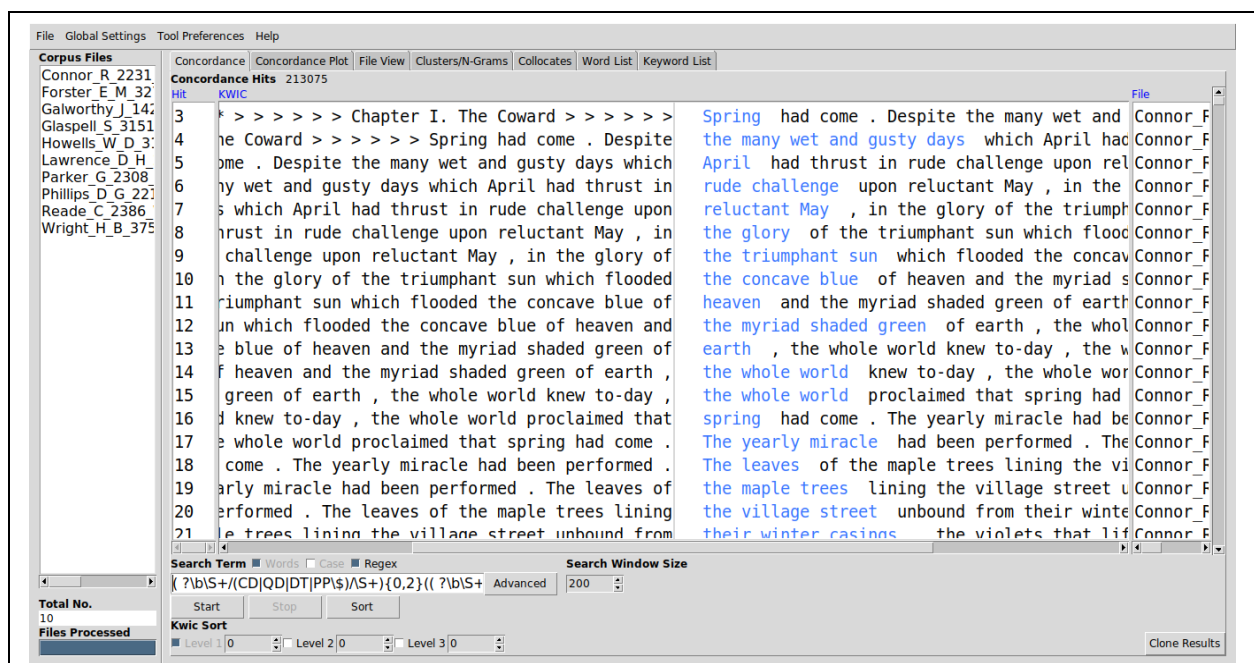 File Global Settings Tool Preferences Help
Corpus Files
Connor_R_2231_
Forster_E_M_32
Galworthy_J_142
Glaspell_S_3151
Howells_W_D_31
Lawrence_D_H_
Parker_G_2308_
Phillips_D_G_221
Reade_C_2386_
Wright_H_B_375
Total No.
10
Files Processed
Concordance Concordance Plot File View Clusters/N-Grams Collocates Word List Keyword List
Concordance Hits 213075
Hit KWIC File
3 * > > > > > > Chapter I. The Coward > > > > > > Spring had come . Despite the many wet and Connor_F
4 he Coward > > > > > > Spring had come . Despite the many wet and gusty days which April had Connor_F
5 ome . Despite the many wet and gusty days which April had thrust in rude challenge upon rel Connor_F
6 ny wet and gusty days which April had thrust in rude challenge upon reluctant May , in the Connor_F
7 s which April had thrust in rude challenge upon reluctant May , in the glory of the triumph Connor_F
8 hrust in rude challenge upon reluctant May , in the glory of the triumphant sun which flood Connor_F
9 challenge upon reluctant May , in the glory of the triumphant sun which flooded the concav Connor_F
10 n the glory of the triumphant sun which flooded the concave blue of heaven and the myriad s Connor_F
11 riumphant sun which flooded the concave blue of heaven and the myriad shaded green of earth Connor_F
12 un which flooded the concave blue of heaven and the myriad shaded green of earth , the whol Connor_F
13 e blue of heaven and the myriad shaded green of earth , the whole world knew to-day , the w Connor_F
14 f heaven and the myriad shaded green of earth , the whole world knew to-day , the whole wor Connor_F
15 green of earth , the whole world knew to-day , the whole world proclaimed that spring had Connor_F
16 d knew to-day , the whole world proclaimed that spring had come . The yearly miracle had be Connor_F
17 e whole world proclaimed that spring had come . The yearly miracle had been performed . The Connor_F
18 come . The yearly miracle had been performed . The leaves of the maple trees lining the vi Connor_F
19 arly miracle had been performed . The leaves of the maple trees lining the village street u Connor_F
20 erformed . The leaves of the maple trees lining the village street unbound from their winte Connor_F
21 le trees lining the village street unbound from their winter casings the violets that lif Connor_F
Search Term Words Case Regex Search Window Size
( ?\b\S+/(CD|QD|DT|PP\$)/\S+){0,2}(( ?\b\S+ Advanced 200
Start Stop Sort
Kwic Sort
Level 1 0 Level 2 0 Level 3 0 Clone Results